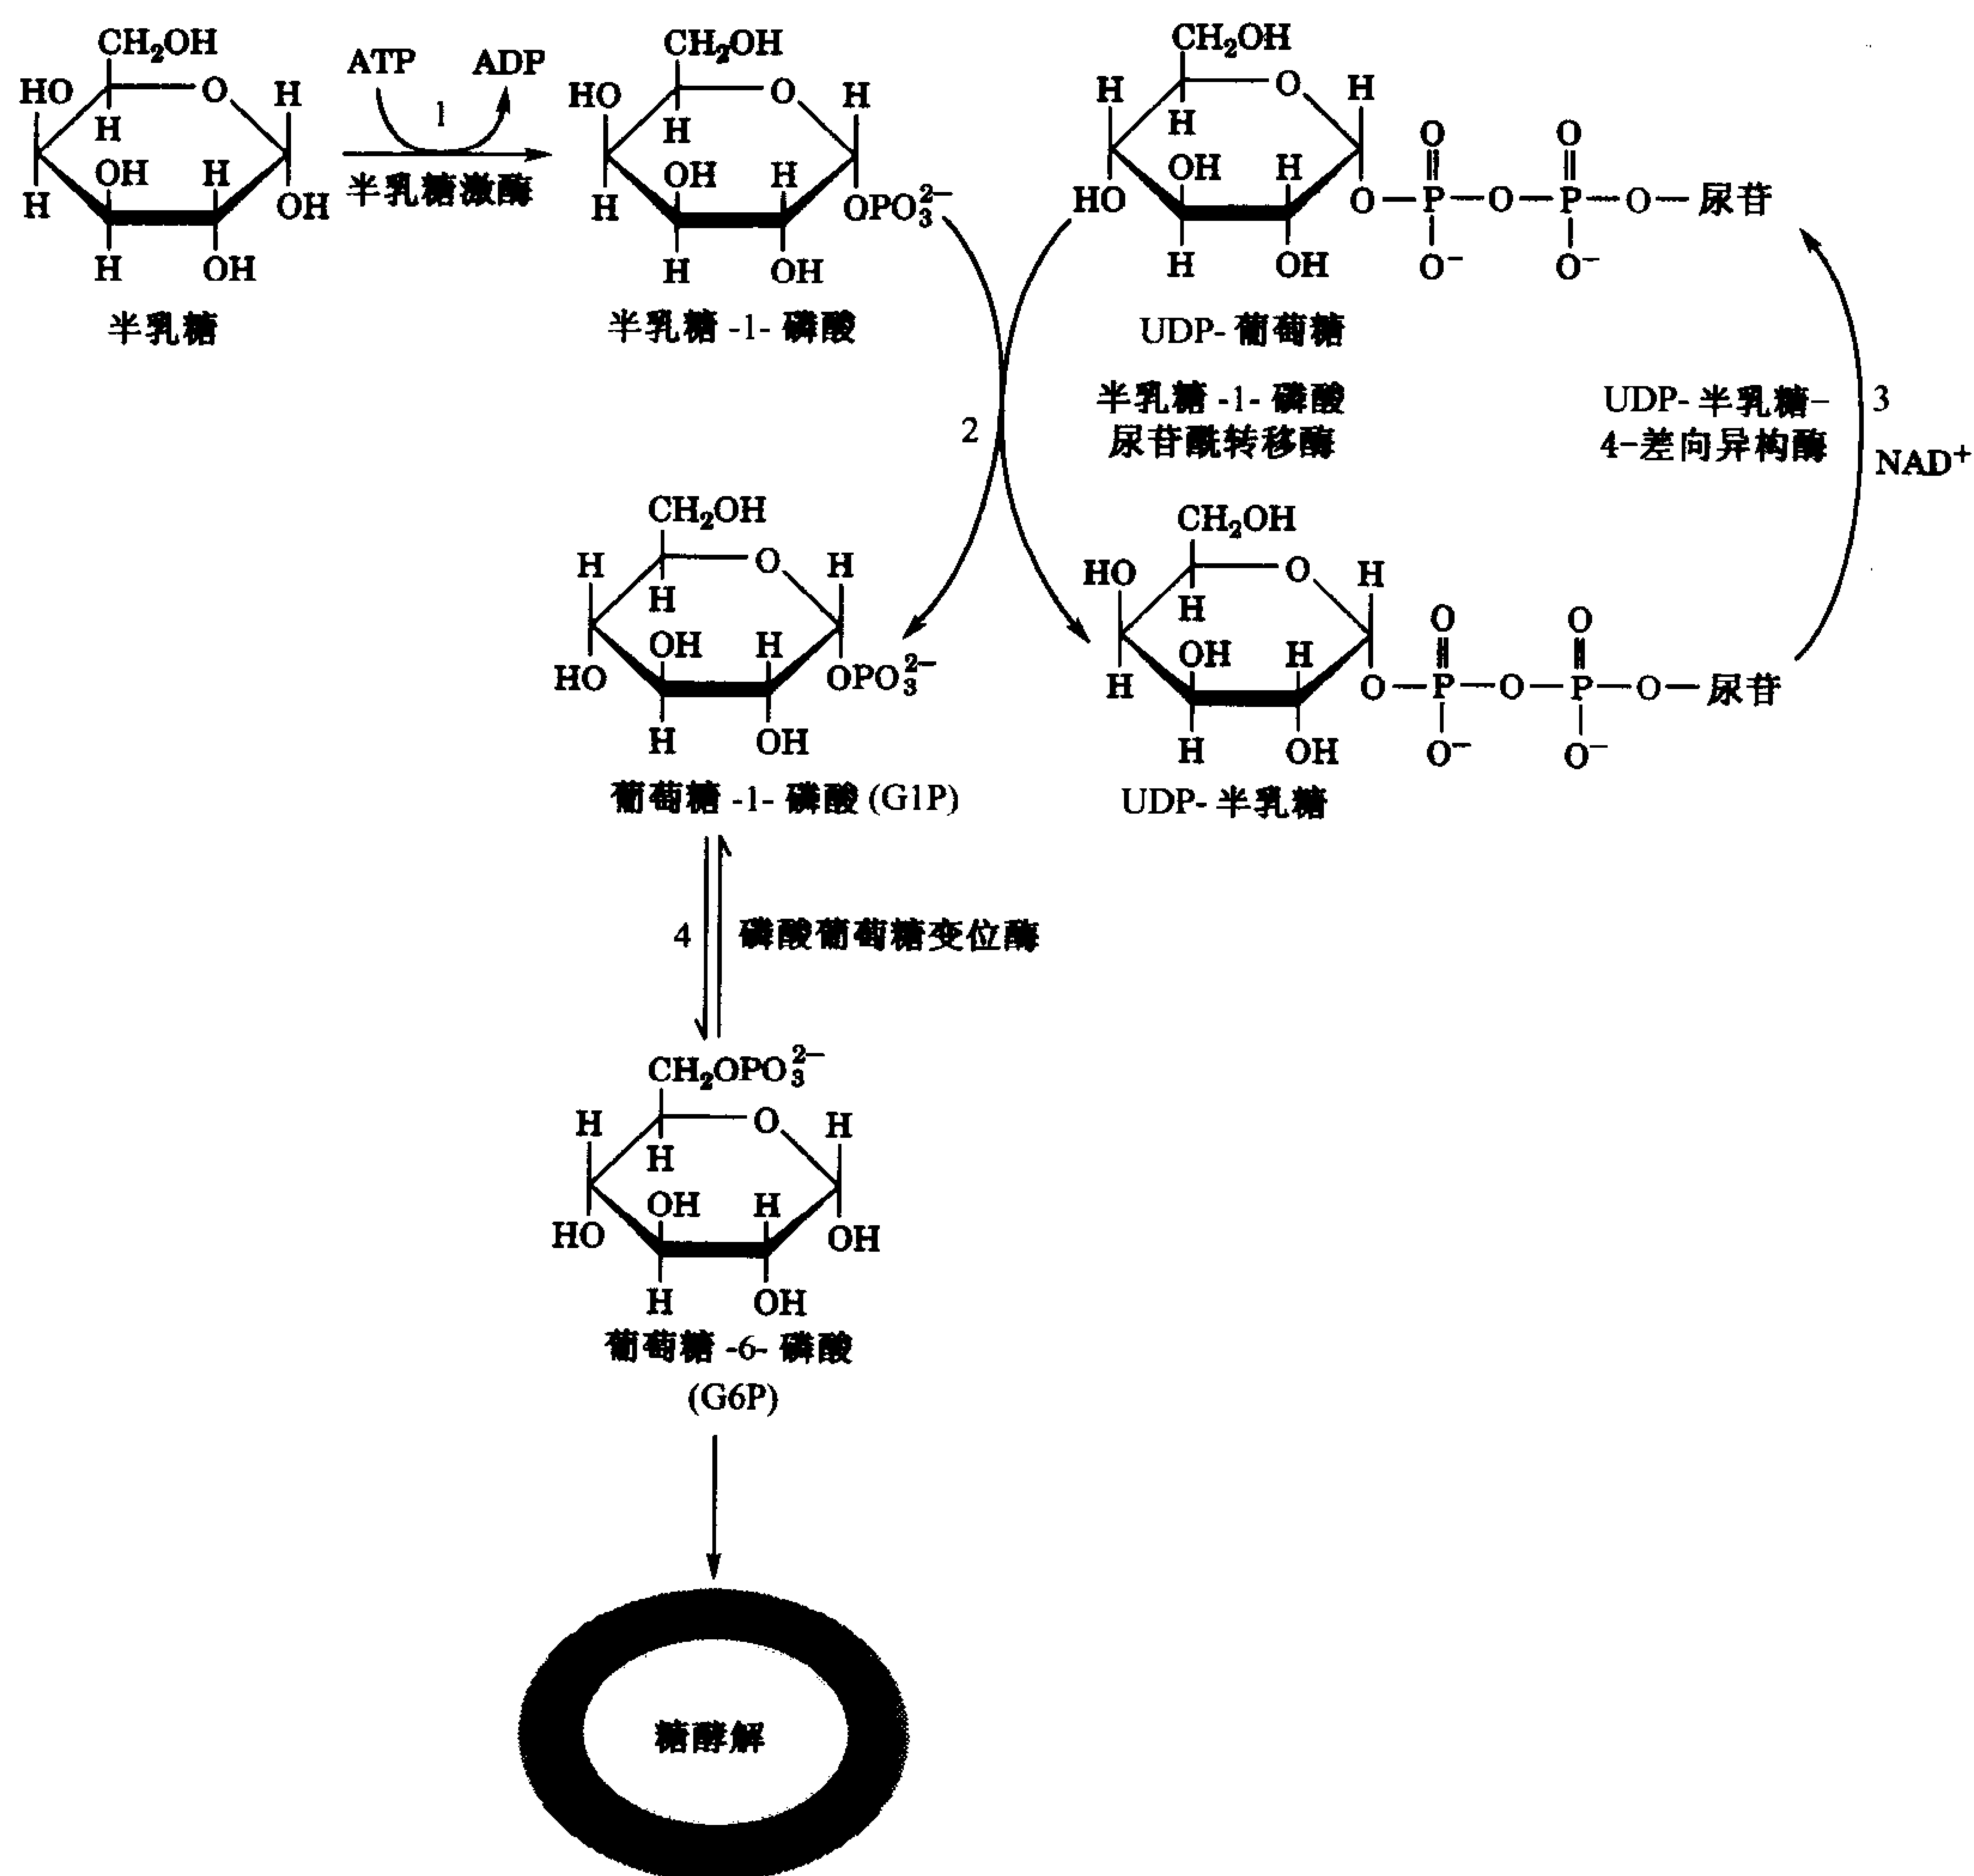 CH₂OH
HO
O
H
H
OH
H
H
OH
H
OH
半乳糖
ATP
ADP
1
半乳糖激酶
CH₂OH
HO
O
H
H
OH
H
H
OPO₃²⁻
H
OH
半乳糖-1-磷酸
CH₂OH
H
O
H
H
OH
H
HO
O—P—O—P—O—尿苷
O
O
O⁻
O⁻
H
OH
UDP-葡萄糖
2
半乳糖-1-磷酸
尿苷酰转移酶
UDP-半乳糖-
4-差向异构酶
3
NAD⁺
CH₂OH
H
O
H
H
OH
H
HO
OPO₃²⁻
H
OH
葡萄糖-1-磷酸(G1P)
CH₂OH
HO
O
H
H
OH
H
H
O—P—O—P—O—尿苷
O
O
O⁻
O⁻
H
OH
UDP-半乳糖
4
磷酸葡萄糖变位酶
CH₂OPO₃²⁻
H
O
H
H
OH
H
HO
OH
H
OH
葡萄糖-6-磷酸
(G6P)
糖酵解